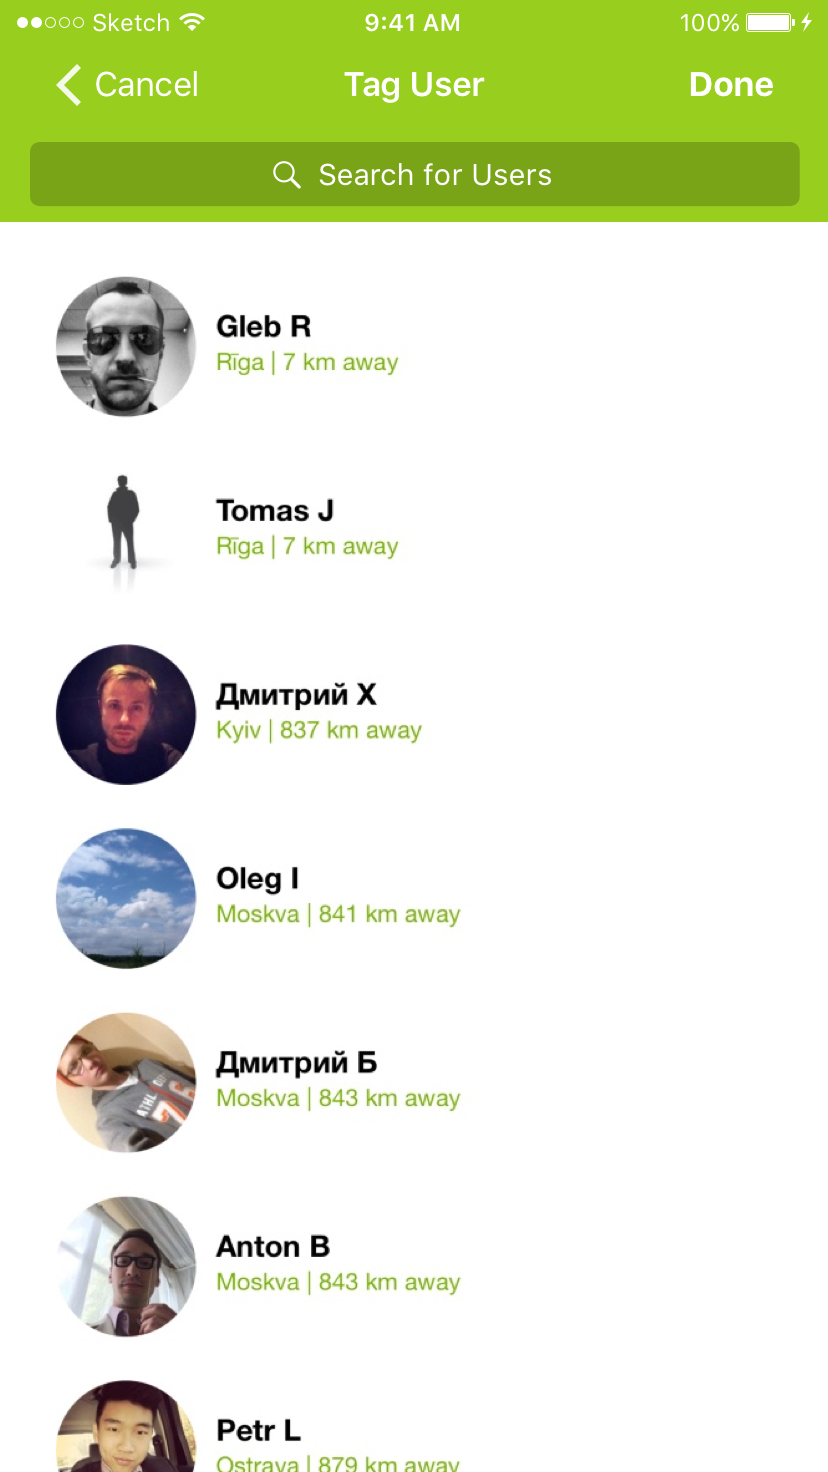 Sketch 9:41 AM 100%
Cancel Tag User Done
Search for Users
Gleb R
Rīga | 7 km away
Tomas J
Rīga | 7 km away
Дмитрий Х
Kyiv | 837 km away
Oleg I
Moskva | 841 km away
Дмитрий Б
Moskva | 843 km away
Anton B
Moskva | 843 km away
Petr L
Ostrava | 879 km away